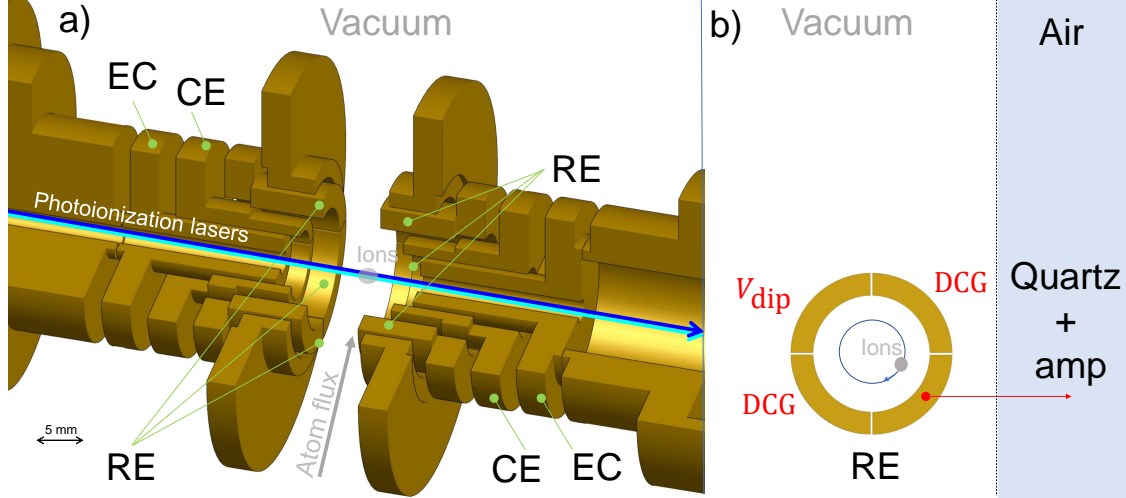 a)
Vacuum
EC
CE
RE
Photoionization lasers
Ions
Atom flux
5 mm
RE
CE
EC
b)
Vacuum
Air
Vdip
DCG
Ions
DCG
RE
Quartz
+
amp